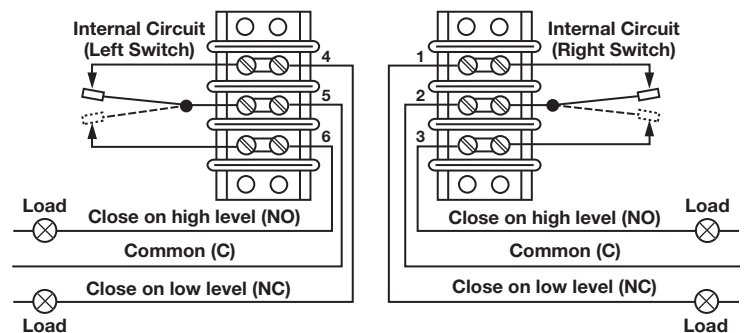 Internal Circuit
(Left Switch)
4
5
6
Load
Close on high level (NO)
Common (C)
Close on low level (NC)
Load
Internal Circuit
(Right Switch)
1
2
3
Close on high level (NO)
Load
Common (C)
Close on low level (NC)
Load